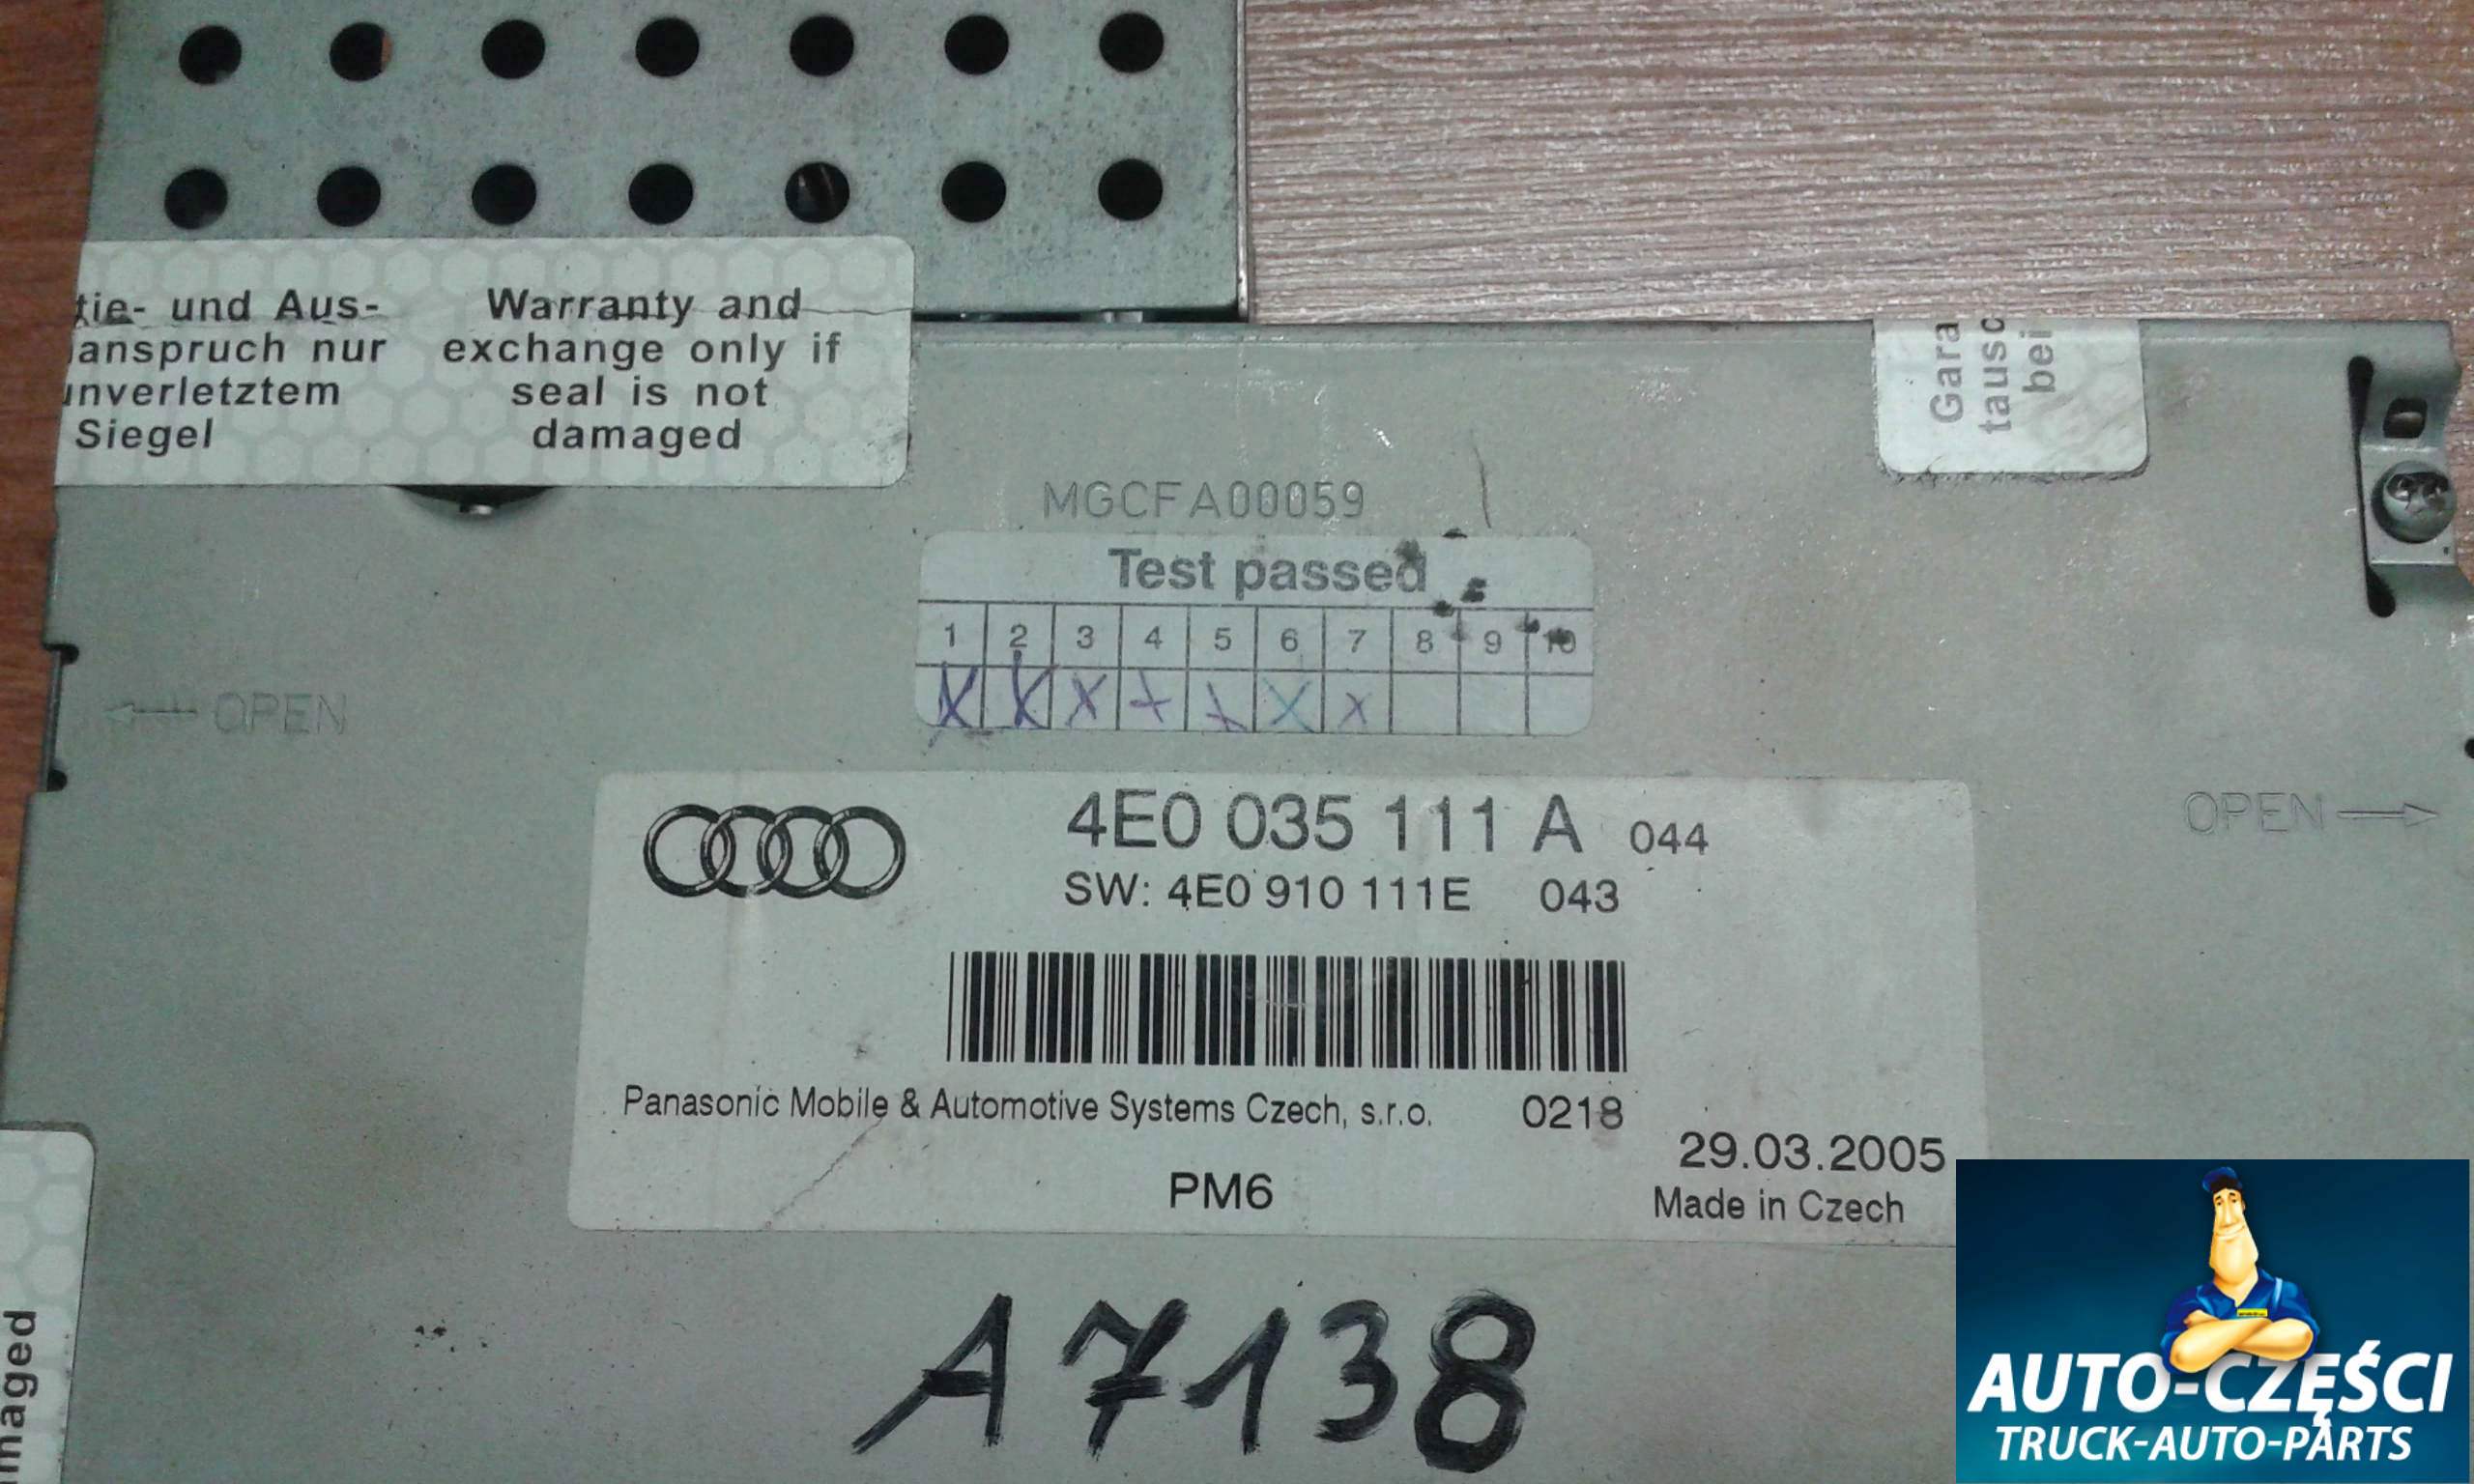 tie- und Aus-
anspruch nur
unverletztem
Siegel
Warranty and
exchange only if
seal is not
damaged
Gara
tausc
bei
MGCFA00059
Test passed
1 2 3 4 5 6 7 8 9 10
X X X X X X X
← OPEN
OPEN →
4E0 035 111 A 044
SW: 4E0 910 111E 043
Panasonic Mobile & Automotive Systems Czech, s.r.o. 0218
29.03.2005
PM6
Made in Czech
A7138
maged
AUTO-CZĘŚCI
TRUCK-AUTO-PARTS